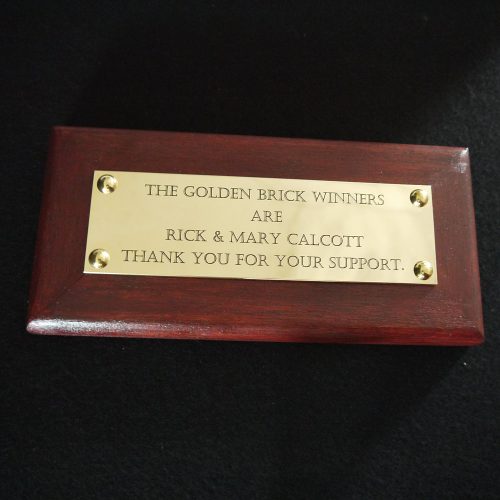 THE GOLDEN BRICK WINNERS
ARE
RICK & MARY CALCOTT
THANK YOU FOR YOUR SUPPORT.